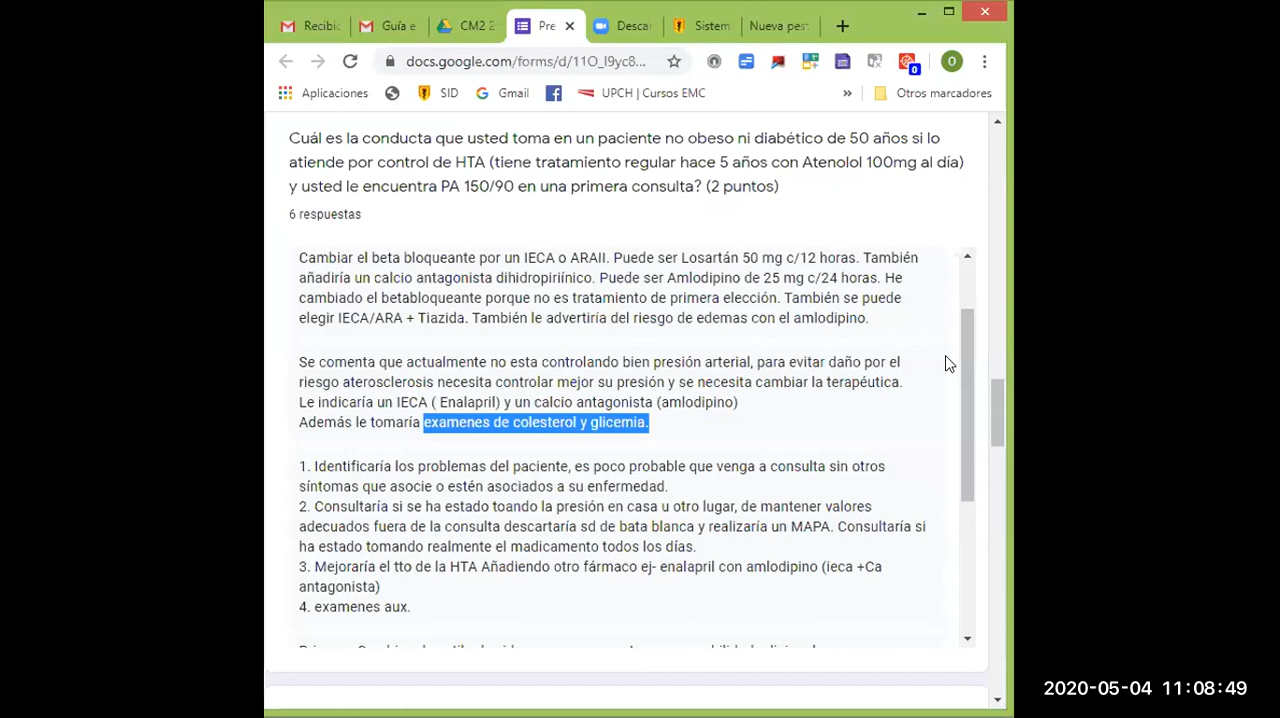 Recibic
Guía e
CM2 2
Pre
Descar
Sistem
Nueva pes
docs.google.com/forms/d/11O_I9yc8...
0
O
Aplicaciones
SID
Gmail
UPCH | Cursos EMC
»
Otros marcadores
Cuál es la conducta que usted toma en un paciente no obeso ni diabético de 50 años si lo
atiende por control de HTA (tiene tratamiento regular hace 5 años con Atenolol 100mg al día)
y usted le encuentra PA 150/90 en una primera consulta? (2 puntos)
6 respuestas
Cambiar el beta bloqueante por un IECA o ARAII. Puede ser Losartán 50 mg c/12 horas. También
añadiría un calcio antagonista dihidropiriínico. Puede ser Amlodipino de 25 mg c/24 horas. He
cambiado el betabloqueante porque no es tratamiento de primera elección. También se puede
elegir IECA/ARA + Tiazida. También le advertiría del riesgo de edemas con el amlodipino.
Se comenta que actualmente no esta controlando bien presión arterial, para evitar daño por el
riesgo aterosclerosis necesita controlar mejor su presión y se necesita cambiar la terapéutica.
Le indicaría un IECA ( Enalapril) y un calcio antagonista (amlodipino)
Además le tomaría examenes de colesterol y glicemia.
1. Identificaría los problemas del paciente, es poco probable que venga a consulta sin otros
síntomas que asocie o estén asociados a su enfermedad.
2. Consultaría si se ha estado toando la presión en casa u otro lugar, de mantener valores
adecuados fuera de la consulta descartaría sd de bata blanca y realizaría un MAPA. Consultaría si
ha estado tomando realmente el madicamento todos los días.
3. Mejoraría el tto de la HTA Añadiendo otro fármaco ej- enalapril con amlodipino (ieca +Ca
antagonista)
4. examenes aux.
2020-05-04 11:08:49